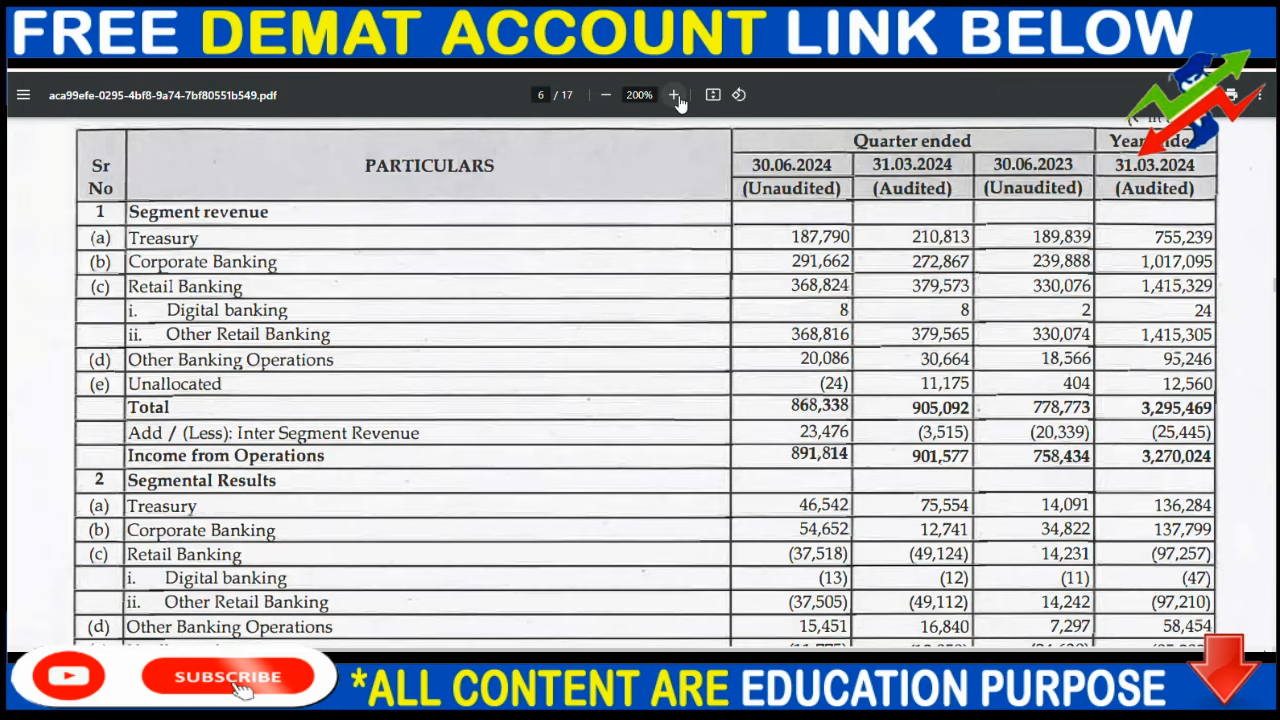 FREE DEMAT ACCOUNT LINK BELOW
aca99efe-0295-4bf8-9a74-7bf80551b549.pdf 6 / 17 200%
Sr No PARTICULARS Quarter ended
30.06.2024 31.03.2024 30.06.2023 31.03.2024
(Unaudited) (Audited) (Unaudited) (Audited)
1 Segment revenue
(a) Treasury 187,790 210,813 189,839 755,239
(b) Corporate Banking 291,662 272,867 239,888 1,017,095
(c) Retail Banking 368,824 379,573 330,076 1,415,329
i. Digital banking 8 8 2 24
ii. Other Retail Banking 368,816 379,565 330,074 1,415,305
(d) Other Banking Operations 20,086 30,664 18,566 95,246
(e) Unallocated (24) 11,175 404 12,560
Total 868,338 905,092 778,773 3,295,469
Add / (Less): Inter Segment Revenue 23,476 (3,515) (20,339) (25,445)
Income from Operations 891,814 901,577 758,434 3,270,024
2 Segmental Results
(a) Treasury 46,542 75,554 14,091 136,284
(b) Corporate Banking 54,652 12,741 34,822 137,799
(c) Retail Banking (37,518) (49,124) 14,231 (97,257)
i. Digital banking (13) (12) (11) (47)
ii. Other Retail Banking (37,505) (49,112) 14,242 (97,210)
(d) Other Banking Operations 15,451 16,840 7,297 58,454
SUBSCRIBE
*ALL CONTENT ARE EDUCATION PURPOSE